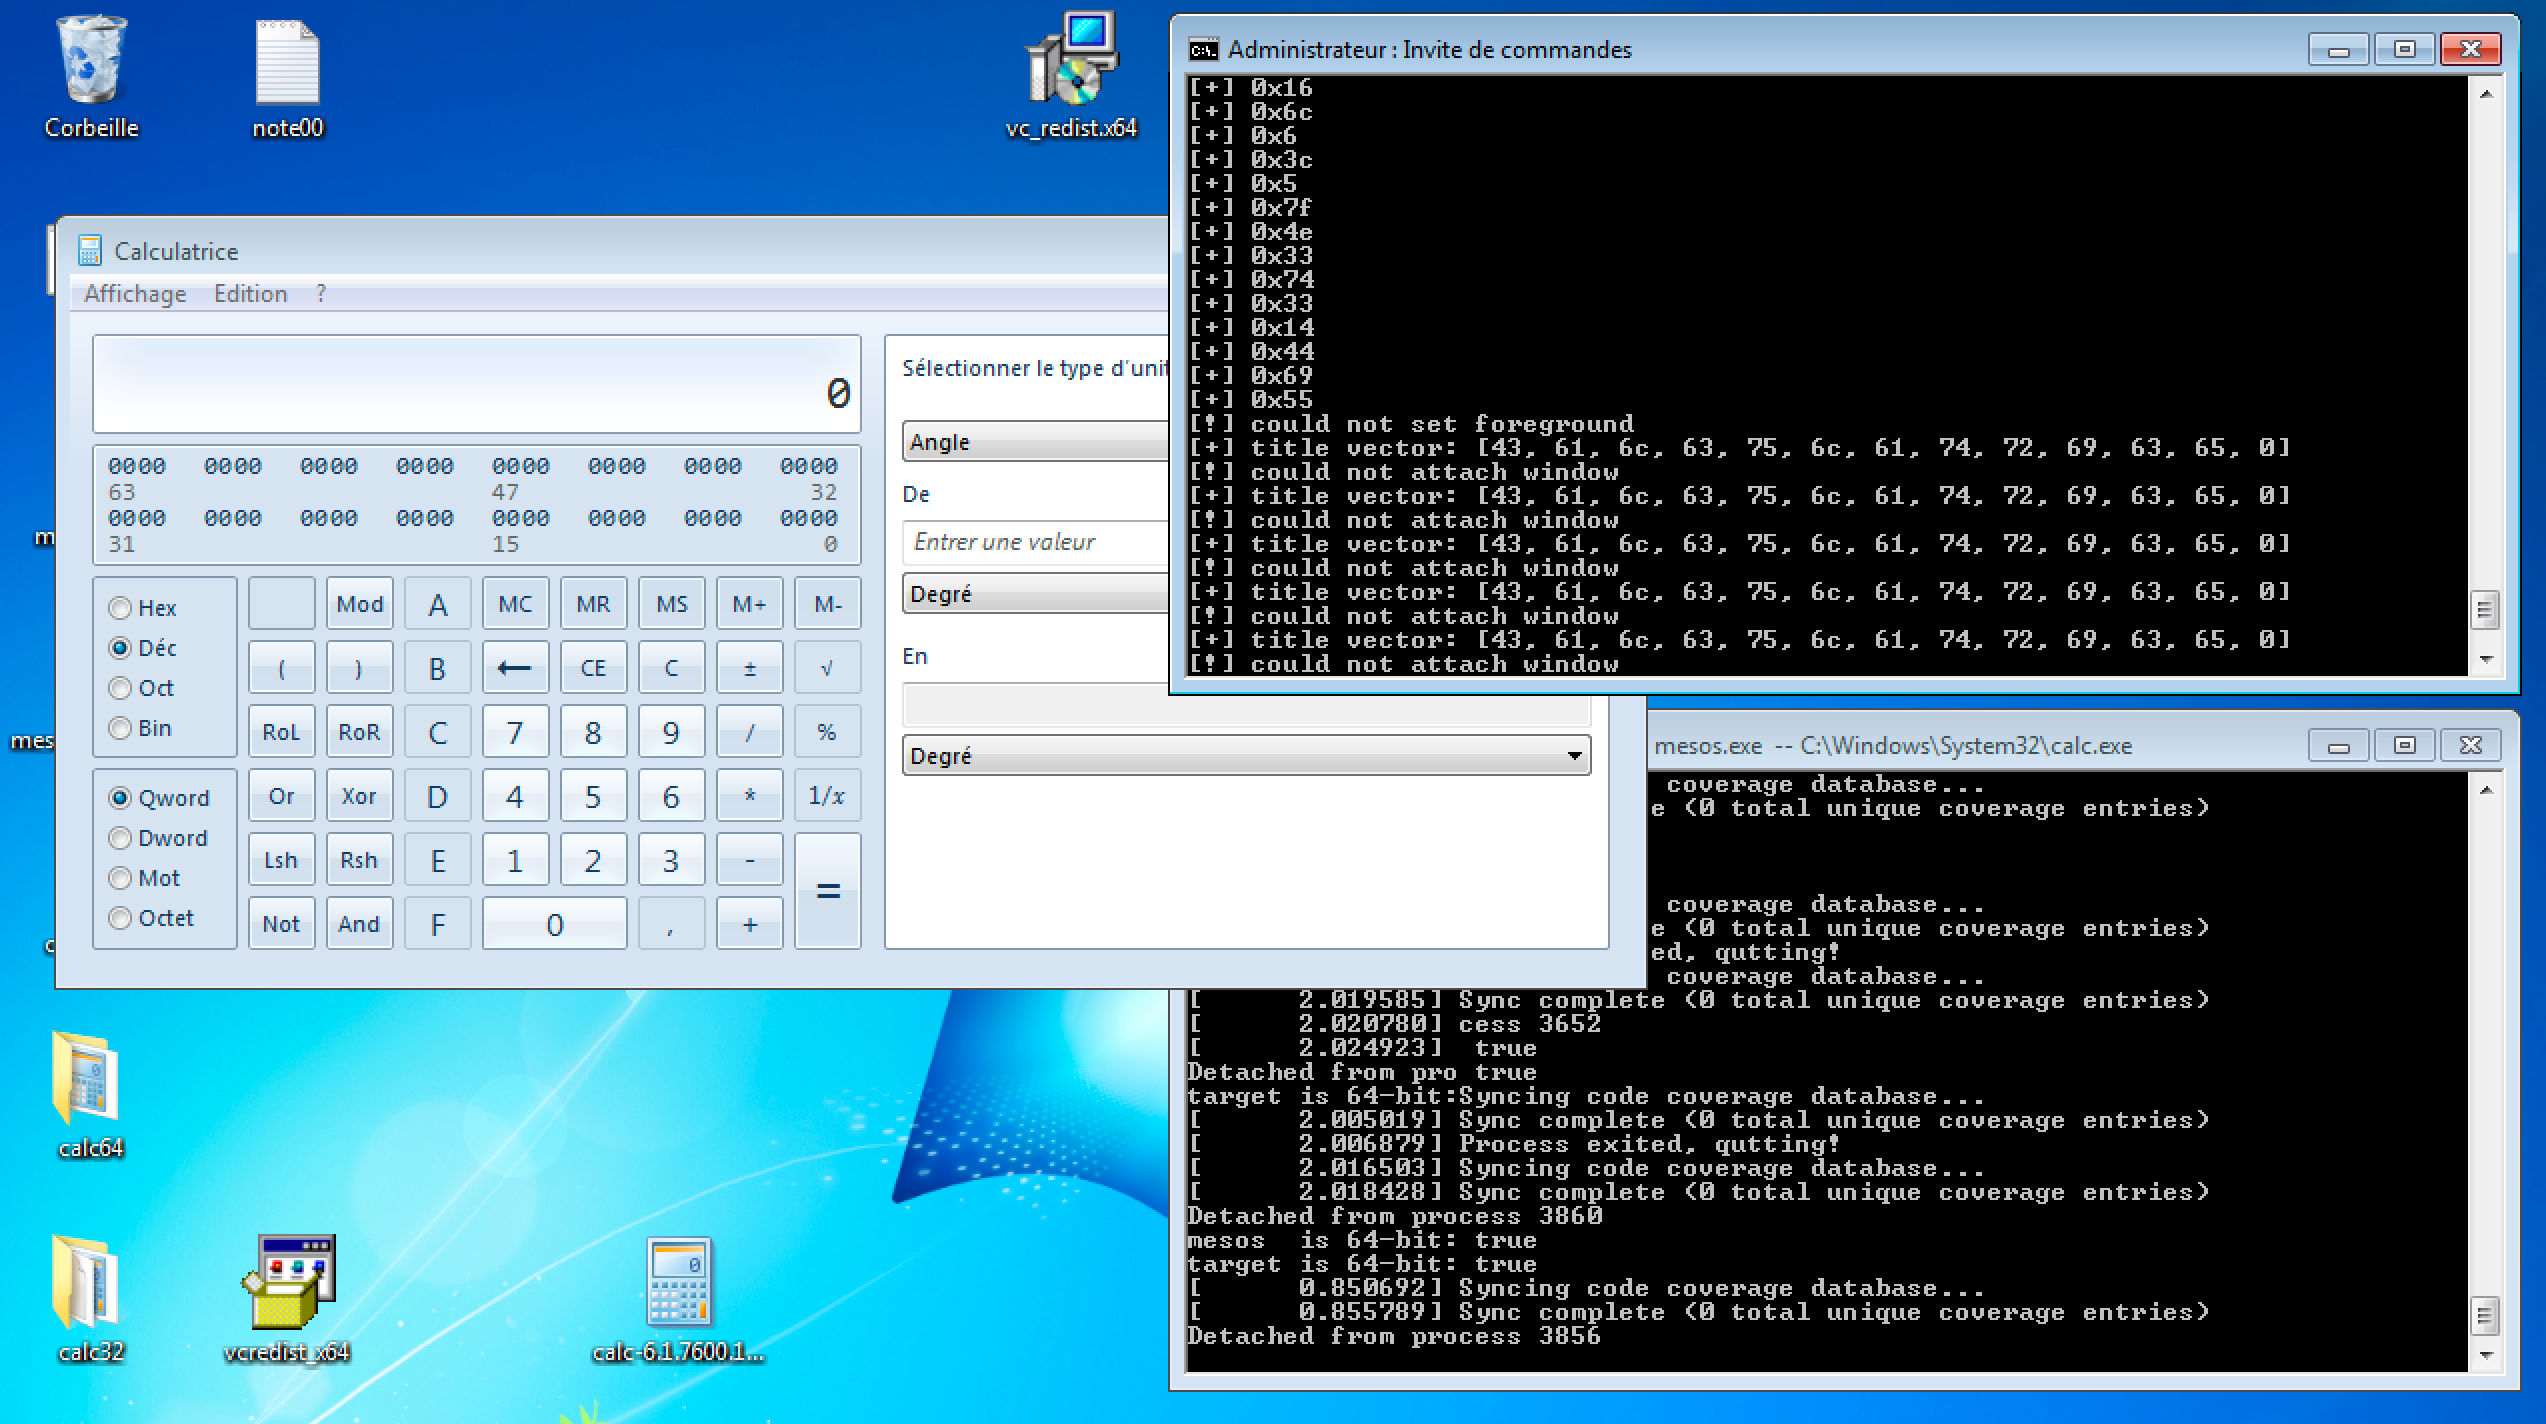 Corbeille
note00
vc_redist.x64
Administrateur : Invite de commandes
[+] 0x16
[+] 0x6c
[+] 0x6
[+] 0x3c
[+] 0x5
[+] 0x7f
[+] 0x4e
[+] 0x33
[+] 0x74
[+] 0x33
[+] 0x14
[+] 0x44
[+] 0x69
[+] 0x55
[!] could not set foreground
[+] title vector: [43, 61, 6c, 63, 75, 6c, 61, 74, 72, 69, 63, 65, 0]
[!] could not attach window
[+] title vector: [43, 61, 6c, 63, 75, 6c, 61, 74, 72, 69, 63, 65, 0]
[!] could not attach window
[+] title vector: [43, 61, 6c, 63, 75, 6c, 61, 74, 72, 69, 63, 65, 0]
[!] could not attach window
[+] title vector: [43, 61, 6c, 63, 75, 6c, 61, 74, 72, 69, 63, 65, 0]
[!] could not attach window
[+] title vector: [43, 61, 6c, 63, 75, 6c, 61, 74, 72, 69, 63, 65, 0]
[!] could not attach window
Calculatrice
Affichage Edition ?
0
0000 0000 0000 0000 0000 0000 0000 0000
63 47 32
0000 0000 0000 0000 0000 0000 0000 0000
31 15 0
Hex
Déc
Oct
Bin
Qword
Dword
Mot
Octet
Mod A MC MR MS M+ M-
( ) B ← CE C ± √
RoL RoR C 7 8 9 / %
Or Xor D 4 5 6 * 1/x
Lsh Rsh E 1 2 3 - =
Not And F 0 , +
Sélectionner le type d'unit
Angle
De
Entrer une valeur
Degré
En
Degré
m
mes
c
mesos.exe -- C:\Windows\System32\calc.exe
coverage database...
e (0 total unique coverage entries)
coverage database...
e (0 total unique coverage entries)
ed, qutting!
coverage database...
[ 2.019585] Sync complete (0 total unique coverage entries)
[ 2.020780] cess 3652
[ 2.024923] true
Detached from pro true
target is 64-bit:Syncing code coverage database...
[ 2.005019] Sync complete (0 total unique coverage entries)
[ 2.006879] Process exited, qutting!
[ 2.016503] Syncing code coverage database...
[ 2.018428] Sync complete (0 total unique coverage entries)
Detached from process 3860
mesos is 64-bit: true
target is 64-bit: true
[ 0.850692] Syncing code coverage database...
[ 0.855789] Sync complete (0 total unique coverage entries)
Detached from process 3856
calc64
calc32
vcredist_x64
calc-6.1.7600.1...